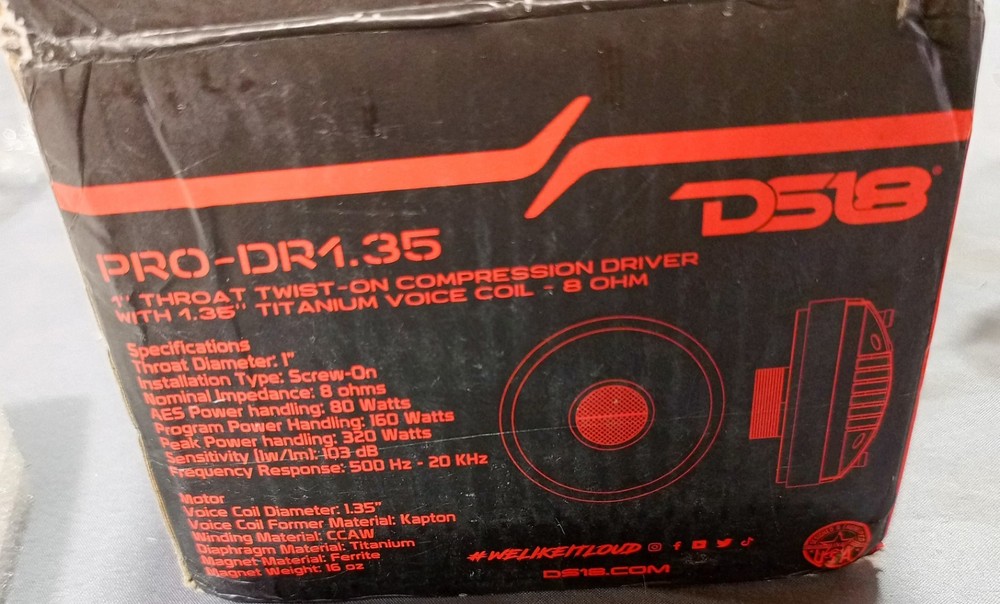 DS18®
PRO-DR1.35
1" THROAT TWIST-ON COMPRESSION DRIVER
WITH 1.35" TITANIUM VOICE COIL - 8 OHM
Specifications
Throat Diameter: 1"
Installation Type: Screw-On
Nominal Impedance: 8 ohms
AES Power handling: 80 Watts
Program Power Handling: 160 Watts
Peak Power handling: 320 Watts
Sensitivity (1w/1m): 103 dB
Frequency Response: 500 Hz - 20 KHz
Motor
Voice Coil Diameter: 1.35"
Voice Coil Former Material: Kapton
Winding Material: CCAW
Diaphragm Material: Titanium
Magnet Material: Ferrite
Magnet Weight: 16 oz
#WELIKEITLOUD
DS18.COM
USA